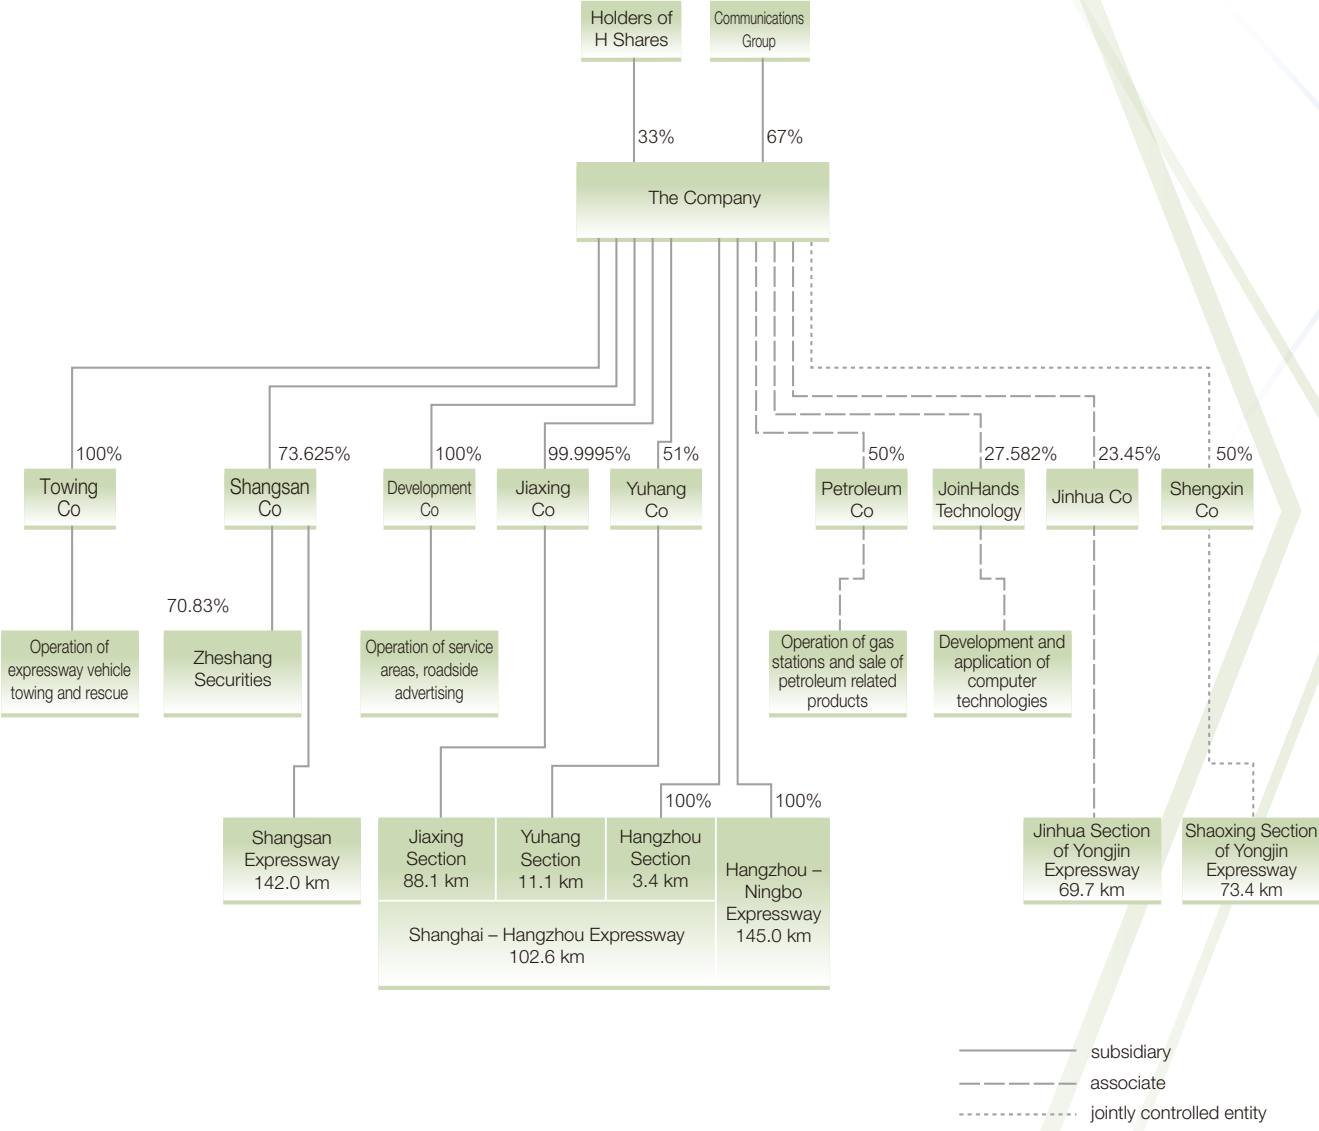 Holders of
H Shares
Communications
Group
33%
67%
The Company
100%
73.625%
100%
99.9995%
51%
50%
27.582%
23.45%
50%
Towing
Co
Shangsan
Co
Development
Co
Jiaxing
Co
Yuhang
Co
Petroleum
Co
JoinHands
Technology
Jinhua Co
Shengxin
Co
70.83%
Operation of
expressway vehicle
towing and rescue
Zheshang
Securities
Operation of service
areas, roadside
advertising
Operation of gas
stations and sale of
petroleum related
products
Development and
application of
computer
technologies
100%
100%
Shangsan
Expressway
142.0 km
Jiaxing
Section
88.1 km
Yuhang
Section
11.1 km
Hangzhou
Section
3.4 km
Hangzhou –
Ningbo
Expressway
145.0 km
Shanghai – Hangzhou Expressway
102.6 km
Jinhua Section
of Yongjin
Expressway
69.7 km
Shaoxing Section
of Yongjin
Expressway
73.4 km
subsidiary
associate
jointly controlled entity